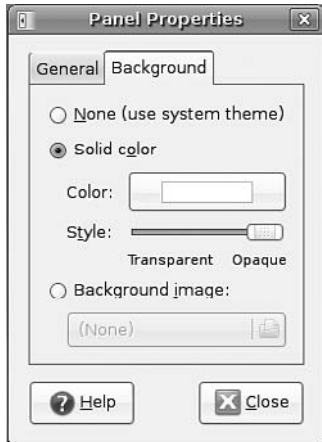 Panel Properties
General Background
None (use system theme)
Solid color
Color:
Style:
Transparent Opaque
Background image:
(None)
Help Close